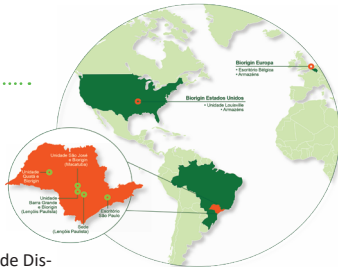 Biorigin Europa
• Escritório Bélgica
• Armazéns
Biorigin Estados Unidos
• Unidade Louisville
• Armazéns
Unidade São José
e Biorigin
(Macatuba)
Unidade
Quatá e
Biorigin
Unidade
Barra Grande
e Biorigin
(Lençóis Paulista)
Escritório
São Paulo
Sede
(Lençóis Paulista)
de Dis-